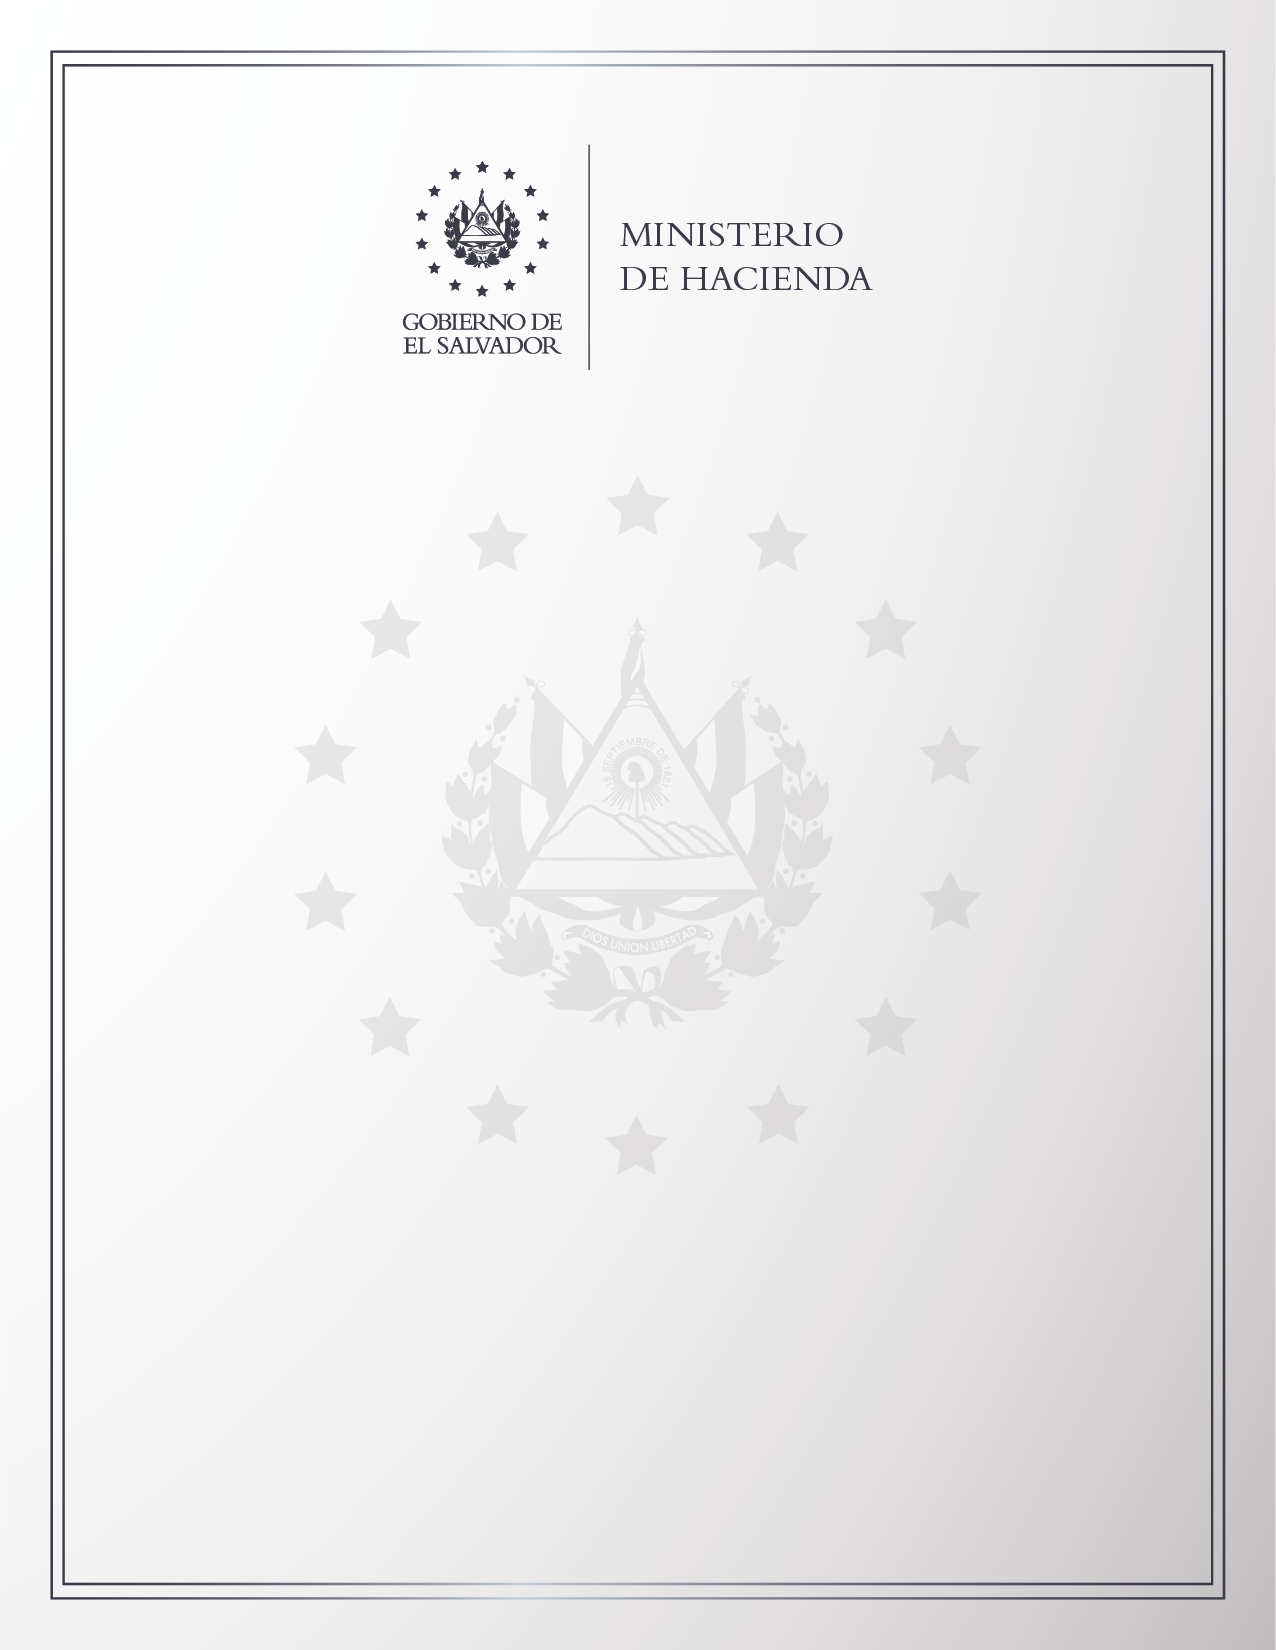 GOBIERNO DE
EL SALVADOR
MINISTERIO
DE HACIENDA
15 SEPTIEMBRE DE 1821
DIOS UNION LIBERTAD